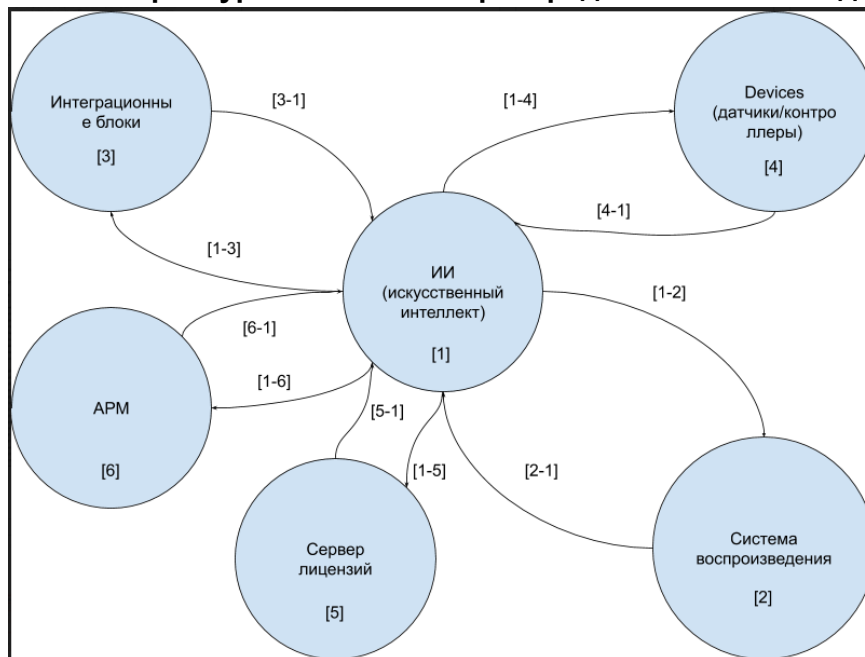 Интеграционны
е блоки
[3]
[3-1]
[1-4]
Devices
(датчики/контро
ллеры)
[4]
[4-1]
[1-3]
ИИ
(искусственный
интеллект)
[1]
[1-2]
[6-1]
[1-6]
АРМ
[6]
[5-1]
[1-5]
[2-1]
Сервер
лицензий
[5]
Система
воспроизведения
[2]